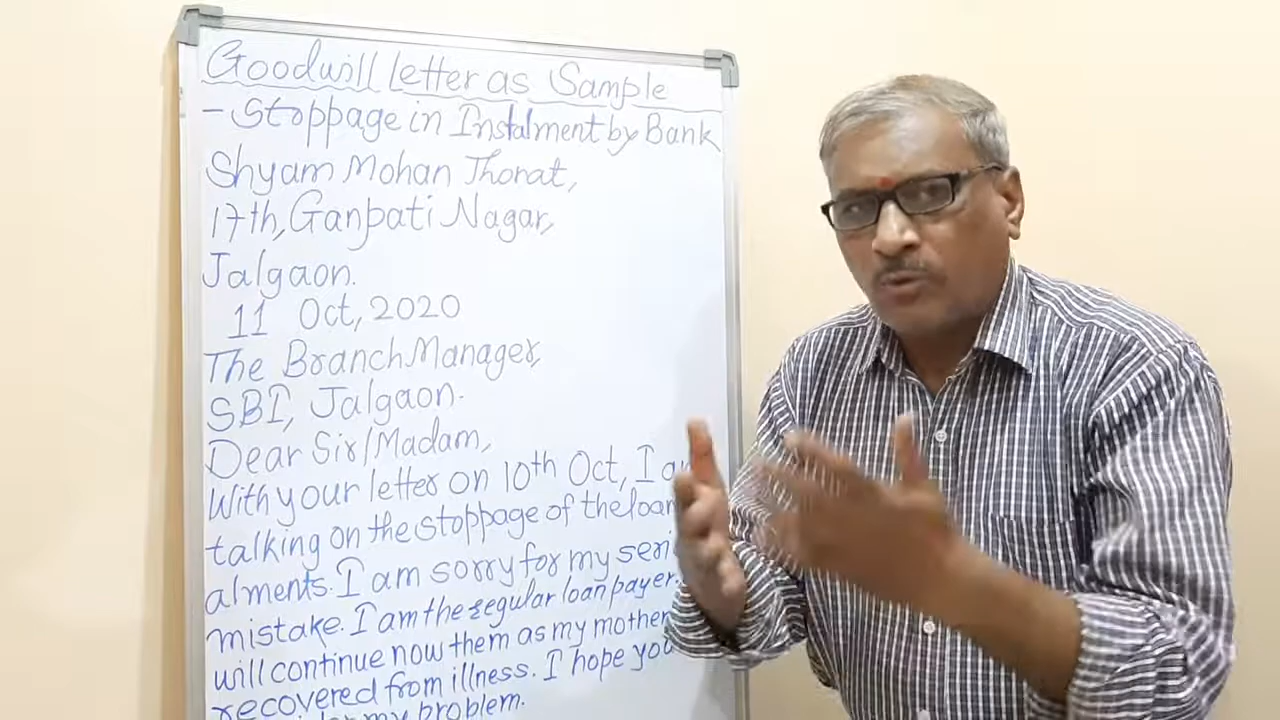 Goodwill Letter as Sample
- Stoppage in Instalment by Bank
Shyam Mohan Thorat,
17th, Ganpati Nagar,
Jalgaon.
11 Oct, 2020
The Branch Manager,
SBI, Jalgaon.
Dear Sir/Madam,
With your letter on 10th Oct, I
talking on the stoppage of the loan
alments. I am sorry for my seri
mistake. I am the regular loan payer.
will continue now them as my mother
recovered from illness. I hope you
my problem.